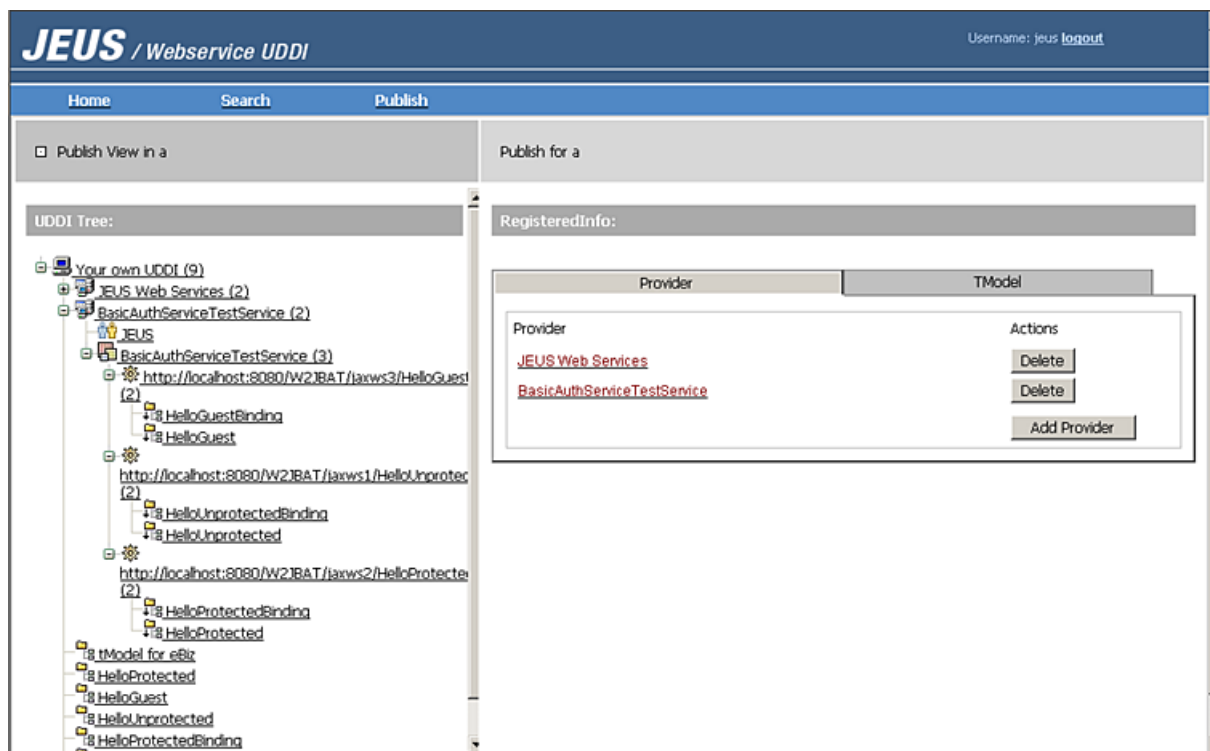 JEUS / Webservice UDDI
Username: jeus logout
Home Search Publish
Publish View in a
Publish for a
UDDI Tree:
Your own UDDI (9)
JEUS Web Services (2)
BasicAuthServiceTestService (2)
JEUS
BasicAuthServiceTestService (3)
http://localhost:8080/W2JBAT/jaxws3/HelloGuest
(2)
HelloGuestBinding
HelloGuest
http://localhost:8080/W2JBAT/jaxws1/HelloUnprotec
(2)
HelloUnprotectedBinding
HelloUnprotected
http://localhost:8080/W2JBAT/jaxws2/HelloProtecte
(2)
HelloProtectedBinding
HelloProtected
tModel for eBiz
HelloProtected
HelloGuest
HelloUnprotected
HelloProtectedBinding
RegisteredInfo:
Provider TModel
Provider Actions
JEUS Web Services Delete
BasicAuthServiceTestService Delete
Add Provider